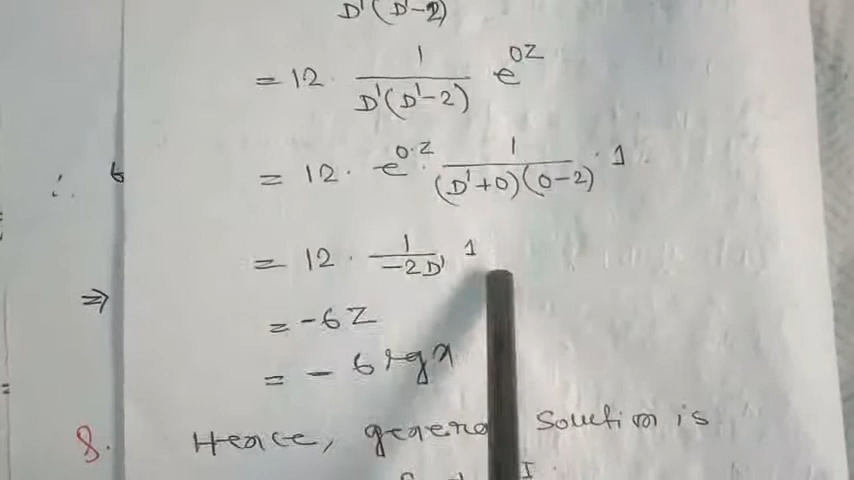 D'(D'-2)
= 12 · 1/(D'(D'-2)) e^{0Z}
= 12 · e^{0·Z} · 1/((D'+0)(0-2)) · 1
∴
= 12 · 1/(-2D') 1
⇒ = -6Z
= -6 log x
8. Hence, general solution is